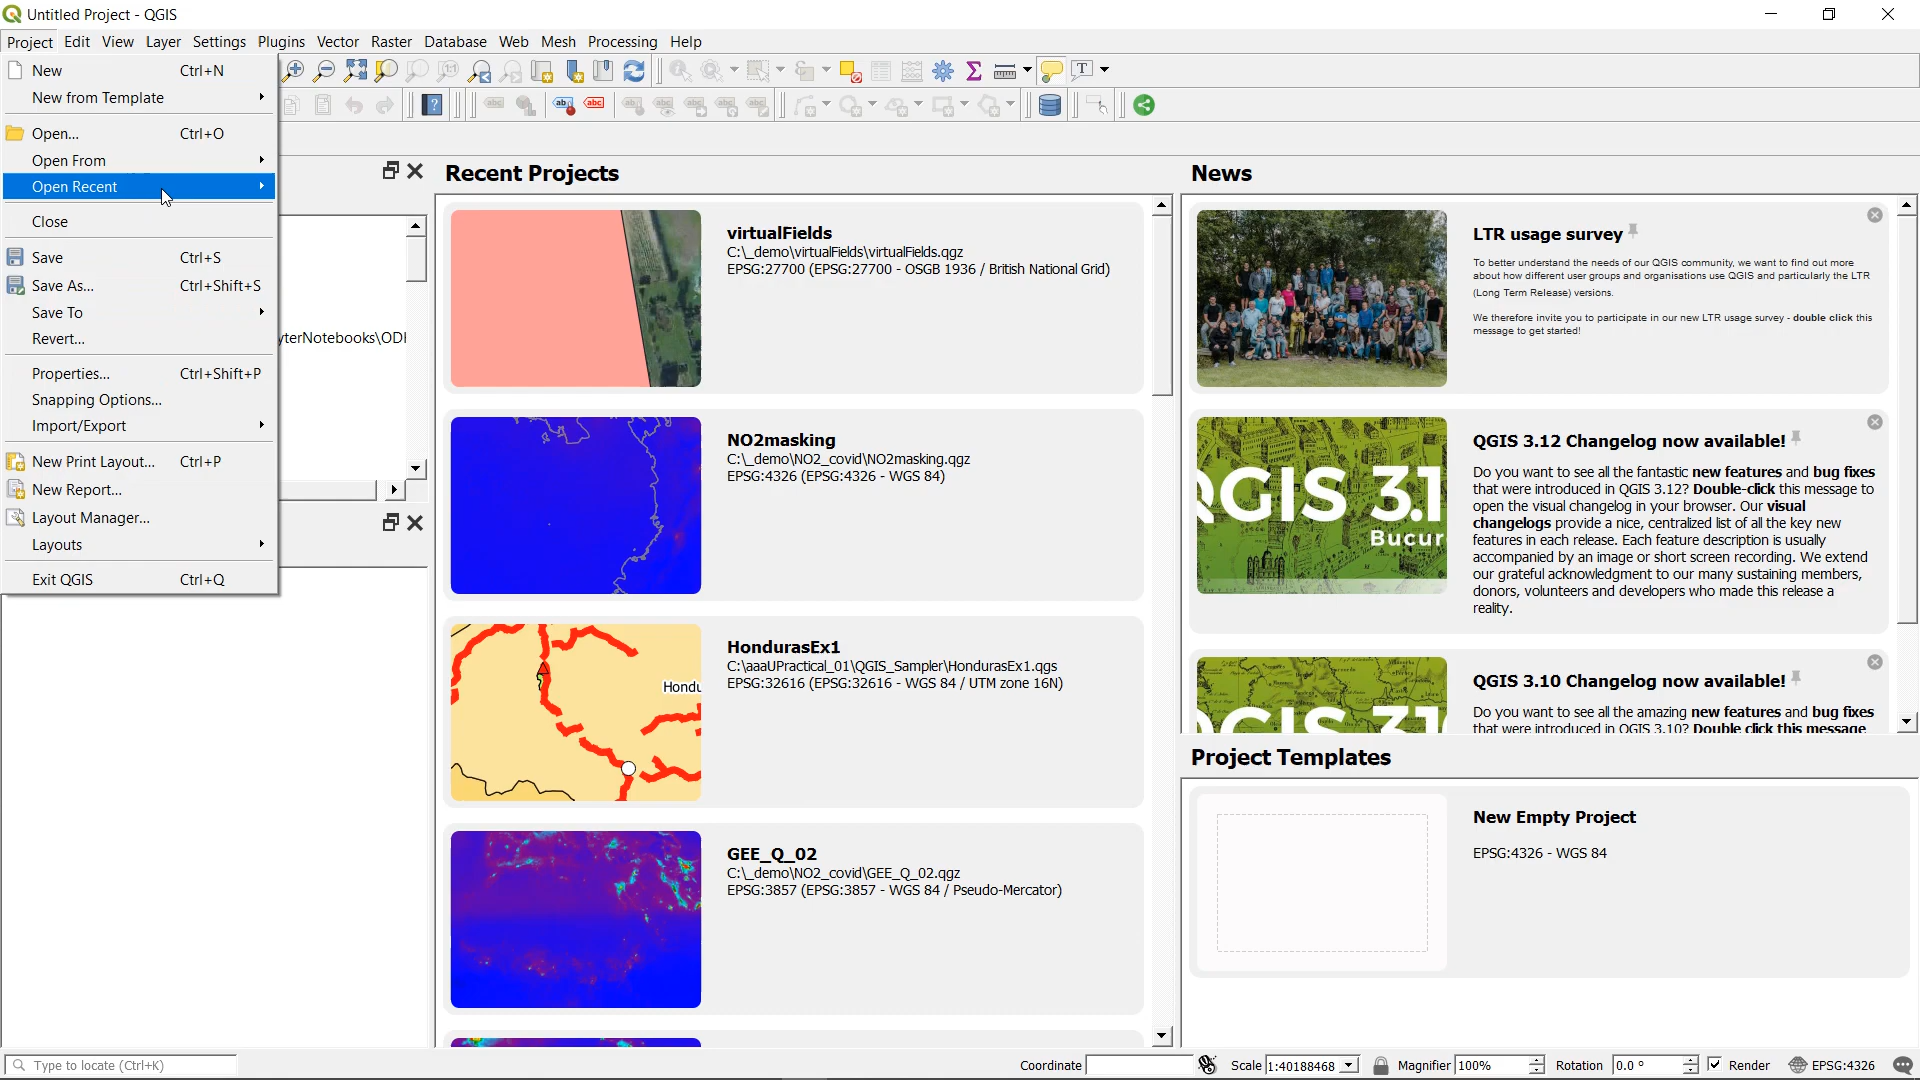 Untitled Project - QGIS
Project Edit View Layer Settings Plugins Vector Raster Database Web Mesh Processing Help
New Ctrl+N
New from Template
Open... Ctrl+O
Open From
Open Recent
Close
Save Ctrl+S
Save As... Ctrl+Shift+S
Save To
Revert...
Properties... Ctrl+Shift+P
Snapping Options...
Import/Export
New Print Layout... Ctrl+P
New Report...
Layout Manager...
Layouts
Exit QGIS Ctrl+Q
yterNotebooks\ODI
Recent Projects
virtualFields
C:\_demo\virtualFields\virtualFields.qgz
EPSG:27700 (EPSG:27700 - OSGB 1936 / British National Grid)
NO2masking
C:\_demo\NO2_covid\NO2masking.qgz
EPSG:4326 (EPSG:4326 - WGS 84)
Hondu
HondurasEx1
C:\aaaUPractical_01\QGIS_Sampler\HondurasEx1.qgs
EPSG:32616 (EPSG:32616 - WGS 84 / UTM zone 16N)
GEE_Q_02
C:\_demo\NO2_covid\GEE_Q_02.qgz
EPSG:3857 (EPSG:3857 - WGS 84 / Pseudo-Mercator)
News
LTR usage survey
To better understand the needs of our QGIS community, we want to find out more
about how different user groups and organisations use QGIS and particularly the LTR
(Long Term Release) versions.
We therefore invite you to participate in our new LTR usage survey - double click this
message to get started!
QGIS 3.1
Bucur
QGIS 3.12 Changelog now available!
Do you want to see all the fantastic new features and bug fixes
that were introduced in QGIS 3.12? Double-click this message to
open the visual changelog in your browser. Our visual
changelogs provide a nice, centralized list of all the key new
features in each release. Each feature description is usually
accompanied by an image or short screen recording. We extend
our grateful acknowledgment to our many sustaining members,
donors, volunteers and developers who made this release a
reality.
QGIS 3.10 Changelog now available!
Do you want to see all the amazing new features and bug fixes
that were introduced in QGIS 3.10? Double click this message
Project Templates
New Empty Project
EPSG:4326 - WGS 84
Type to locate (Ctrl+K)
Coordinate Scale 1:40188468 Magnifier 100% Rotation 0.0 ° Render EPSG:4326